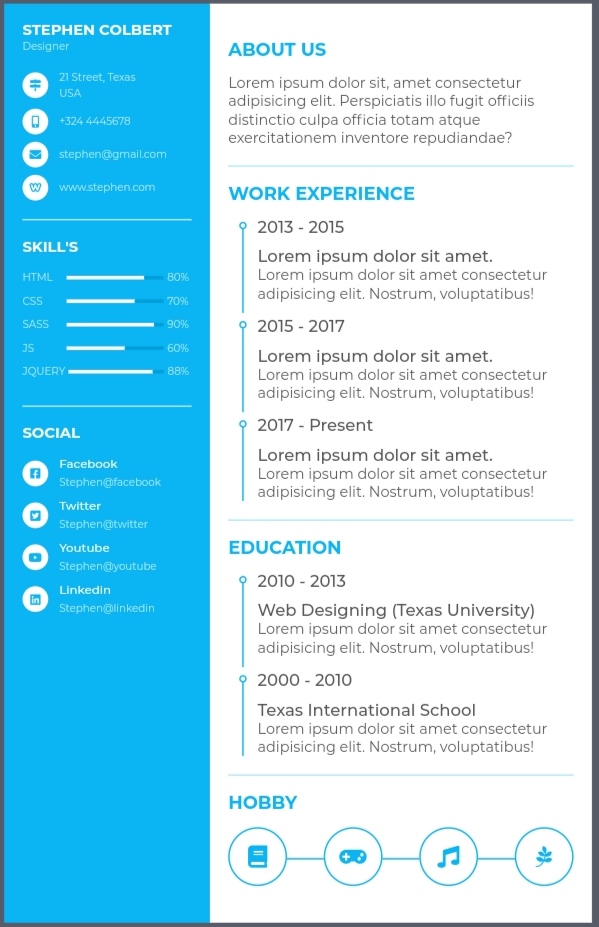 STEPHEN COLBERT
Designer
21 Street, Texas
USA
+324 4445678
stephen@gmail.com
www.stephen.com
SKILL'S
HTML 80%
CSS 70%
SASS 90%
JS 60%
JQUERY 88%
SOCIAL
Facebook
Stephen@facebook
Twitter
Stephen@twitter
Youtube
Stephen@youtube
Linkedin
Stephen@linkedin
ABOUT US
Lorem ipsum dolor sit, amet consectetur
adipisicing elit. Perspiciatis illo fugit officiis
distinctio culpa officia totam atque
exercitationem inventore repudiandae?
WORK EXPERIENCE
2013 - 2015
Lorem ipsum dolor sit amet.
Lorem ipsum dolor sit amet consectetur
adipisicing elit. Nostrum, voluptatibus!
2015 - 2017
Lorem ipsum dolor sit amet.
Lorem ipsum dolor sit amet consectetur
adipisicing elit. Nostrum, voluptatibus!
2017 - Present
Lorem ipsum dolor sit amet.
Lorem ipsum dolor sit amet consectetur
adipisicing elit. Nostrum, voluptatibus!
EDUCATION
2010 - 2013
Web Designing (Texas University)
Lorem ipsum dolor sit amet consectetur
adipisicing elit. Nostrum, voluptatibus!
2000 - 2010
Texas International School
Lorem ipsum dolor sit amet consectetur
adipisicing elit. Nostrum, voluptatibus!
HOBBY